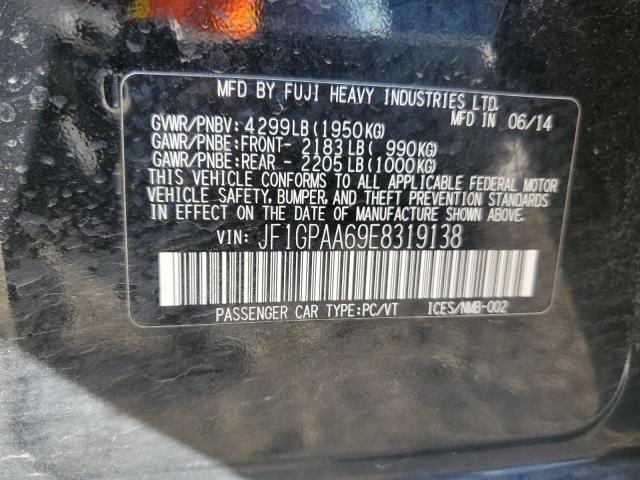 MFD BY FUJI HEAVY INDUSTRIES LTD.
MFD IN 06/14
GVWR/PNBV: 4299LB(1950KG)
GAWR/PNBE:FRONT- 2183LB( 990KG)
GAWR/PNBE:REAR - 2205LB(1000KG)
THIS VEHICLE CONFORMS TO ALL APPLICABLE FEDERAL MOTOR
VEHICLE SAFETY, BUMPER, AND THEFT PREVENTION STANDARDS
IN EFFECT ON THE DATE OF MANUFACTURE SHOWN ABOVE.
VIN: JF1GPAA69E8319138
PASSENGER CAR TYPE:PC/VT ICES/NMB-002